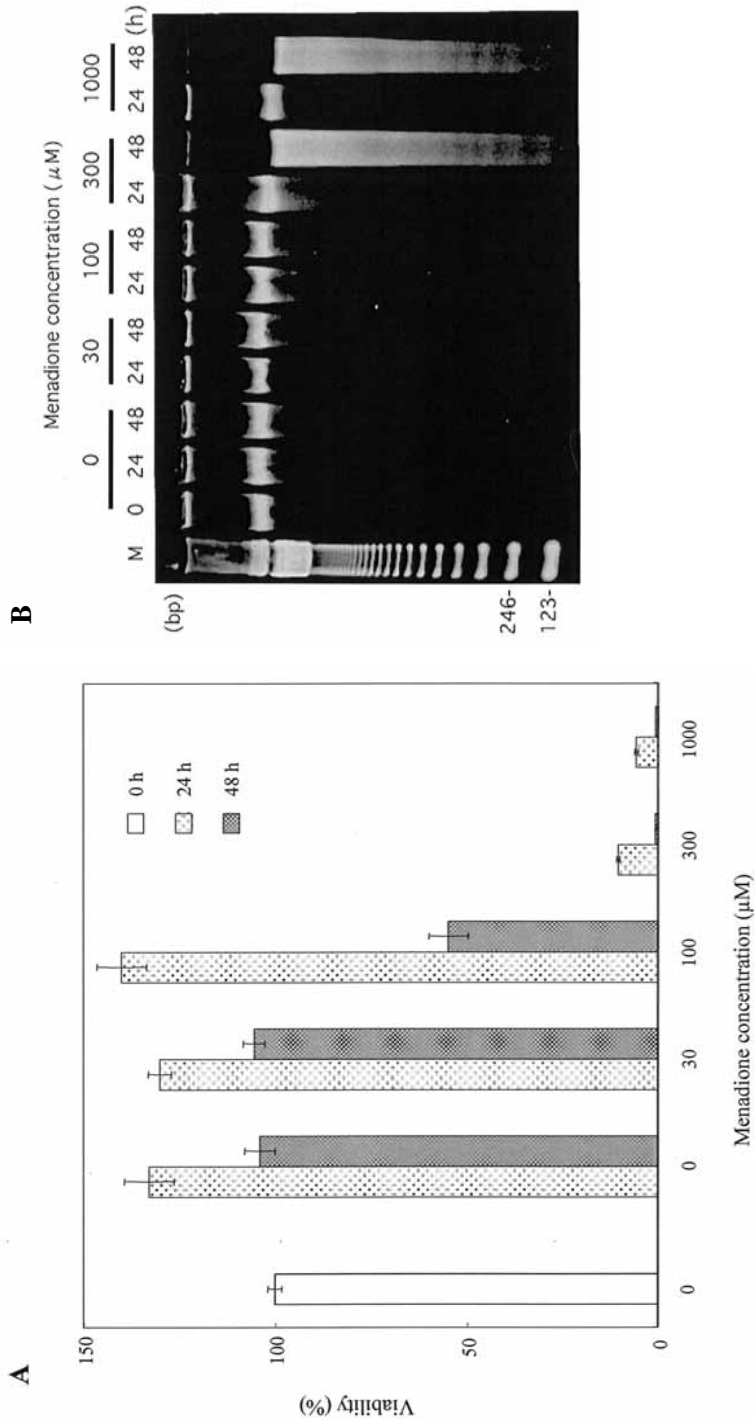 A
Viability (%)
150
100
50
0
0 h
24 h
48 h
0 0 30 100 300 1000
Menadione concentration (µM)
B
Menadione concentration ( µM)
0 30 100 300 1000
M 0 24 48 24 48 24 48 24 48 24 48 (h)
(bp)
246-
123-